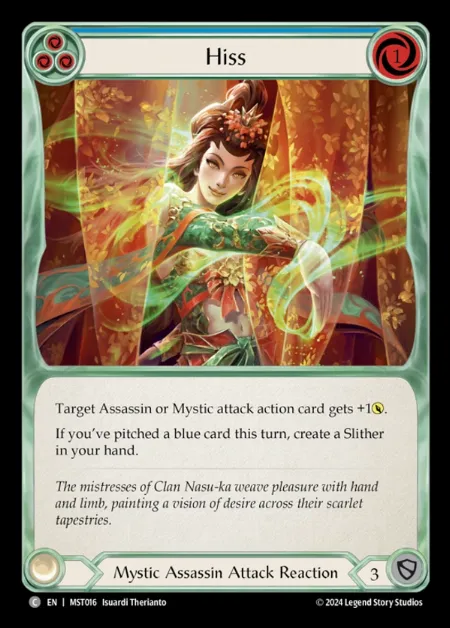 Hiss
1
Target Assassin or Mystic attack action card gets +1.
If you've pitched a blue card this turn, create a Slither
in your hand.
The mistresses of Clan Nasu-ka weave pleasure with hand
and limb, painting a vision of desire across their scarlet
tapestries.
Mystic Assassin Attack Reaction
3
C EN | MST016 Isuardi Therianto
© 2024 Legend Story Studios